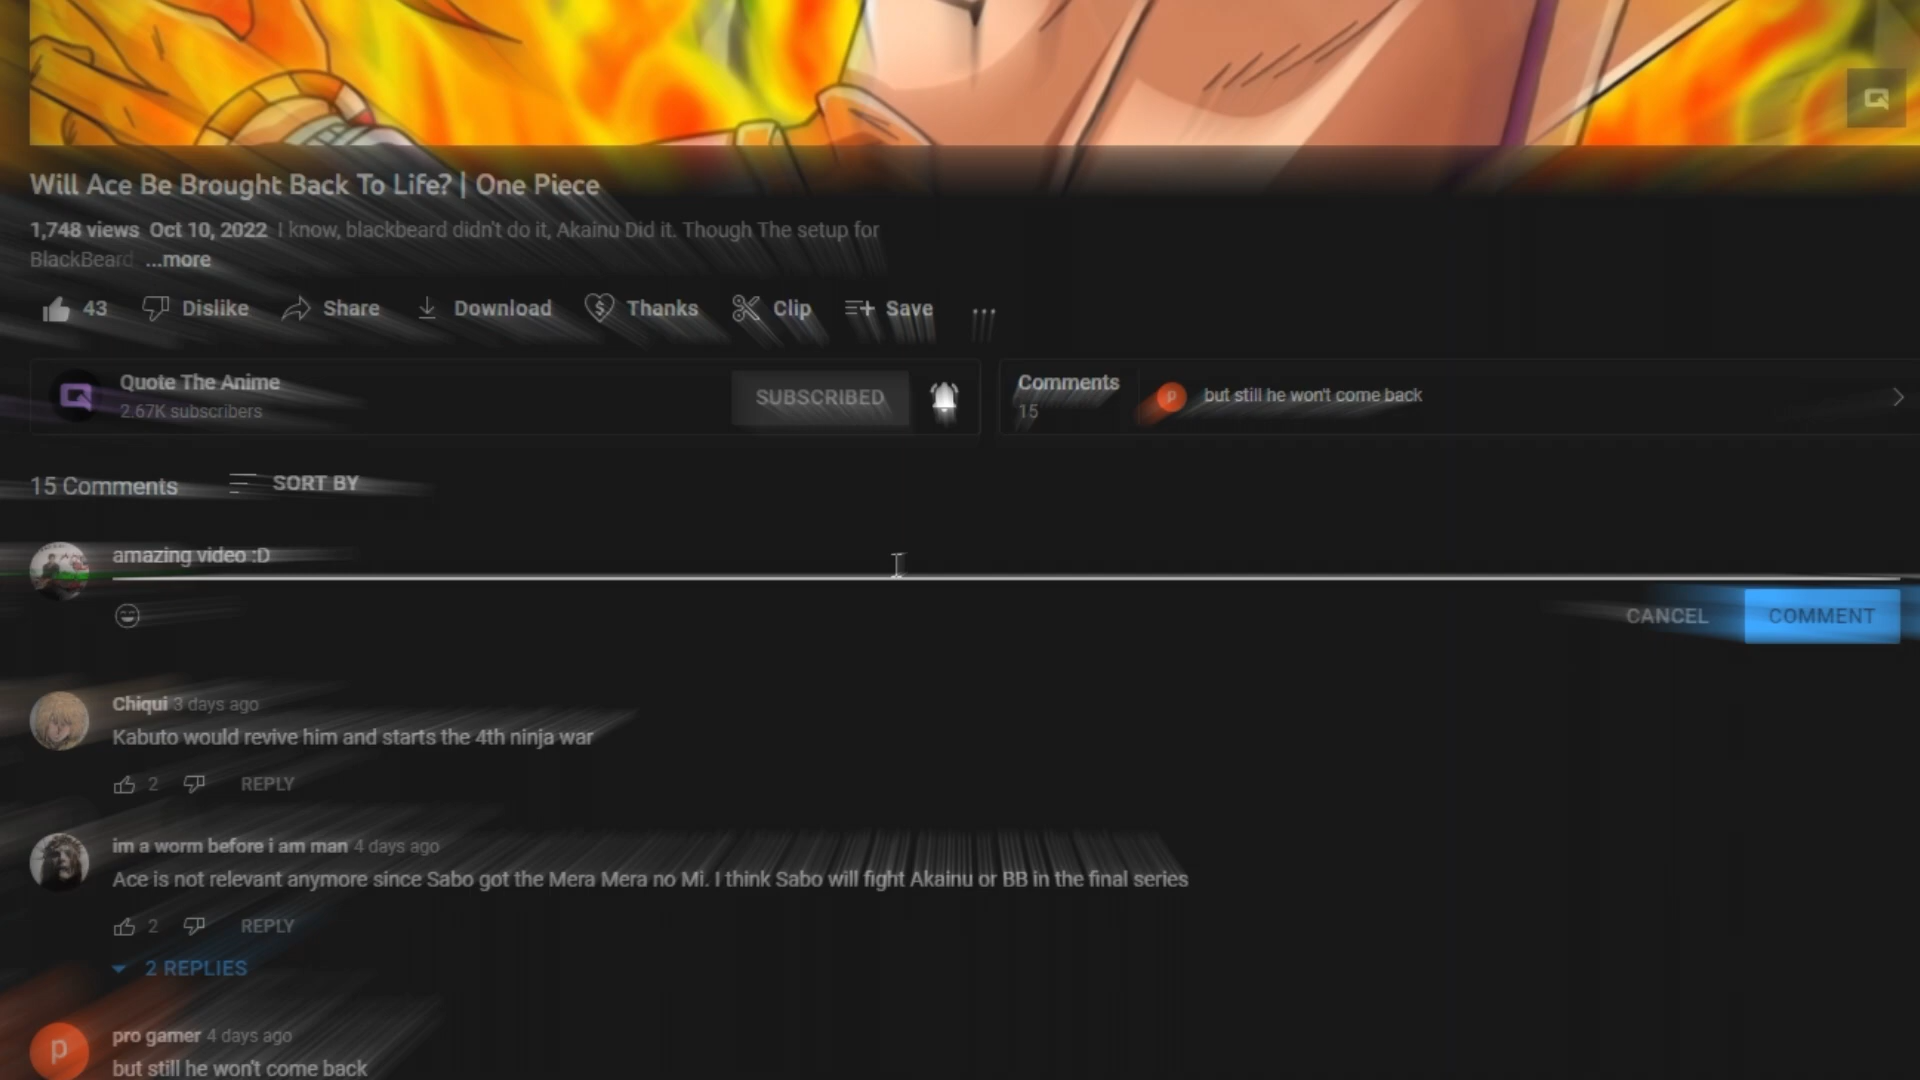 Will Ace Be Brought Back To Life? | One Piece
1,748 views Oct 10, 2022 I know, blackbeard didn't do it, Akainu Did it. Though The setup for
BlackBeard ...more
43 Dislike Share Download Thanks Clip Save
Quote The Anime
2.67K subscribers
SUBSCRIBED
Comments
15
P
but still he won't come back
15 Comments SORT BY
amazing video :D
CANCEL COMMENT
Chiqui 3 days ago
Kabuto would revive him and starts the 4th ninja war
2 REPLY
im a worm before i am man 4 days ago
Ace is not relevant anymore since Sabo got the Mera Mera no Mi. I think Sabo will fight Akainu or BB in the final series
2 REPLY
2 REPLIES
p
pro gamer 4 days ago
but still he won't come back